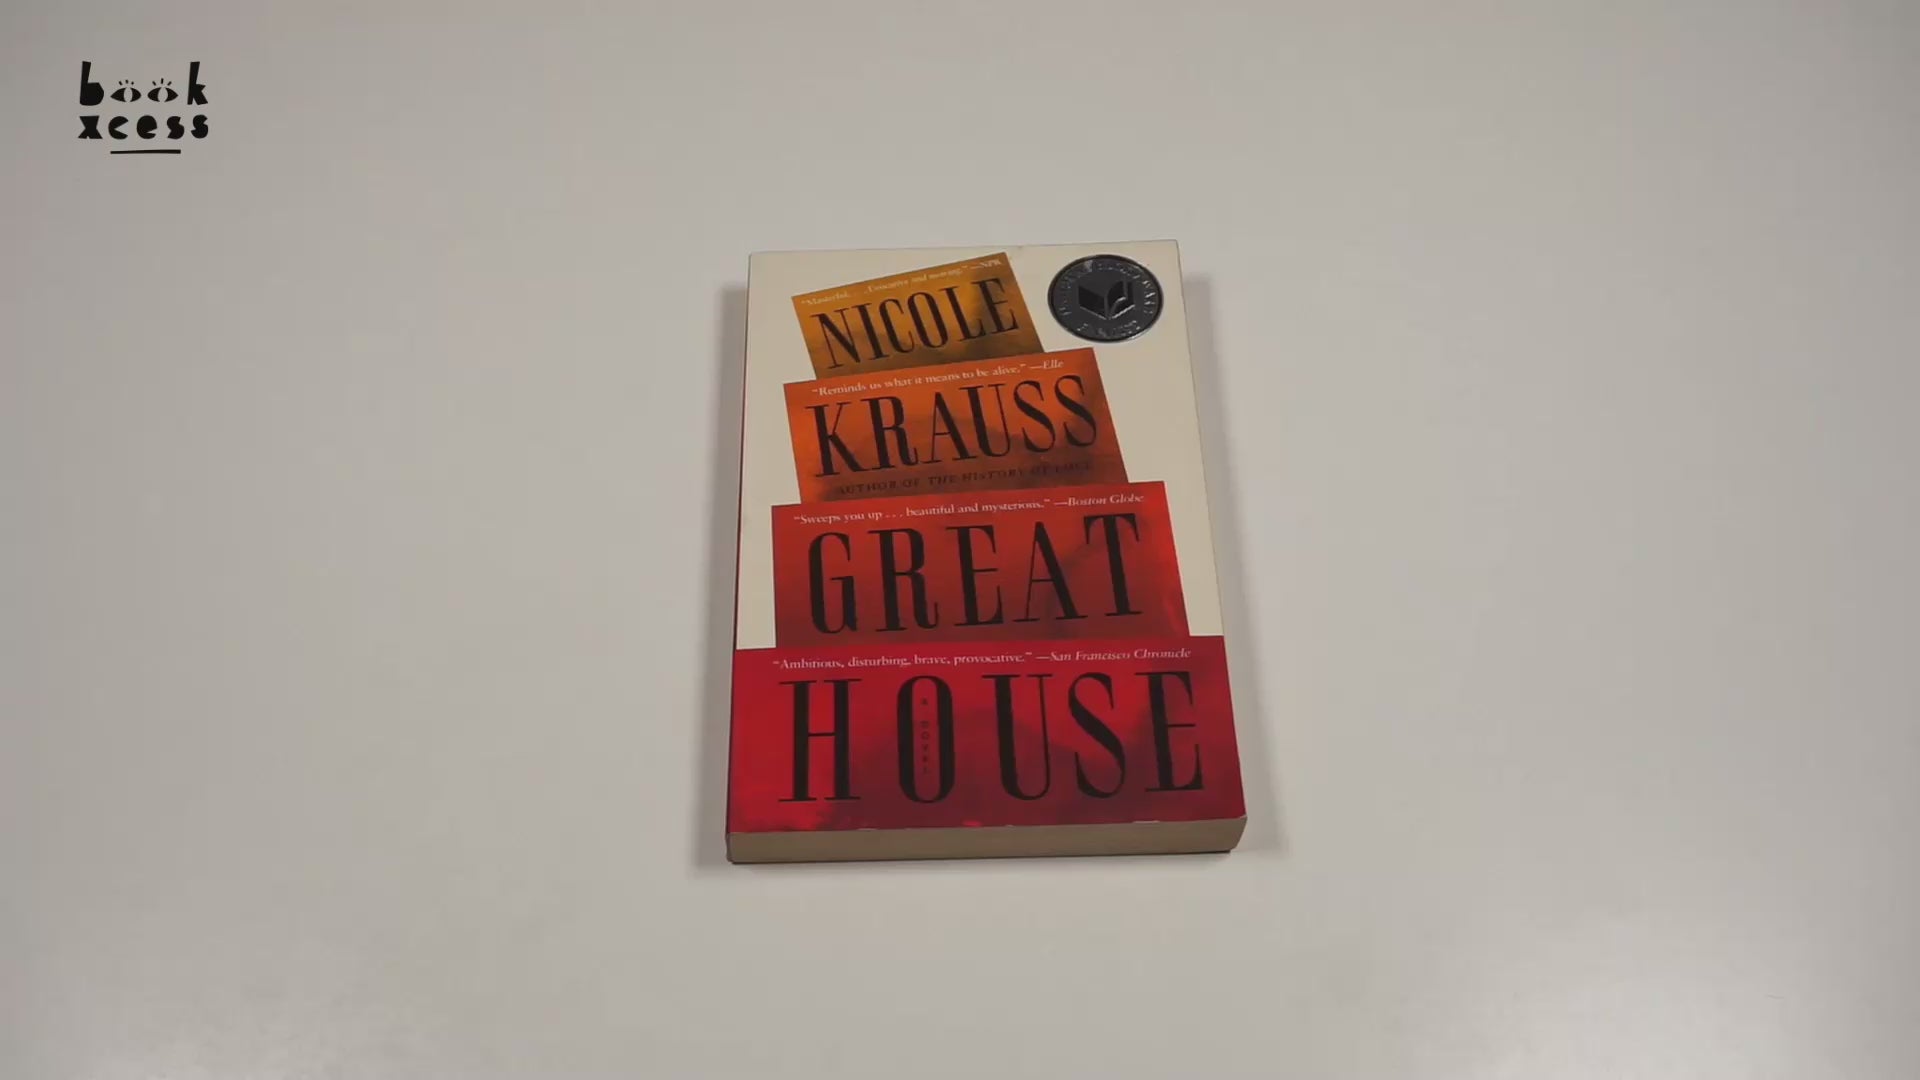 book
xcess
"Masterful. . . . Evocative and moving." —NPR
NICOLE
"Reminds us what it means to be alive." —Elle
KRAUSS
AUTHOR OF THE HISTORY OF LOVE
"Sweeps you up . . . beautiful and mysterious." —Boston Globe
GREAT
"Ambitious, disturbing, brave, provocative." —San Francisco Chronicle
HOUSE
A NOVEL